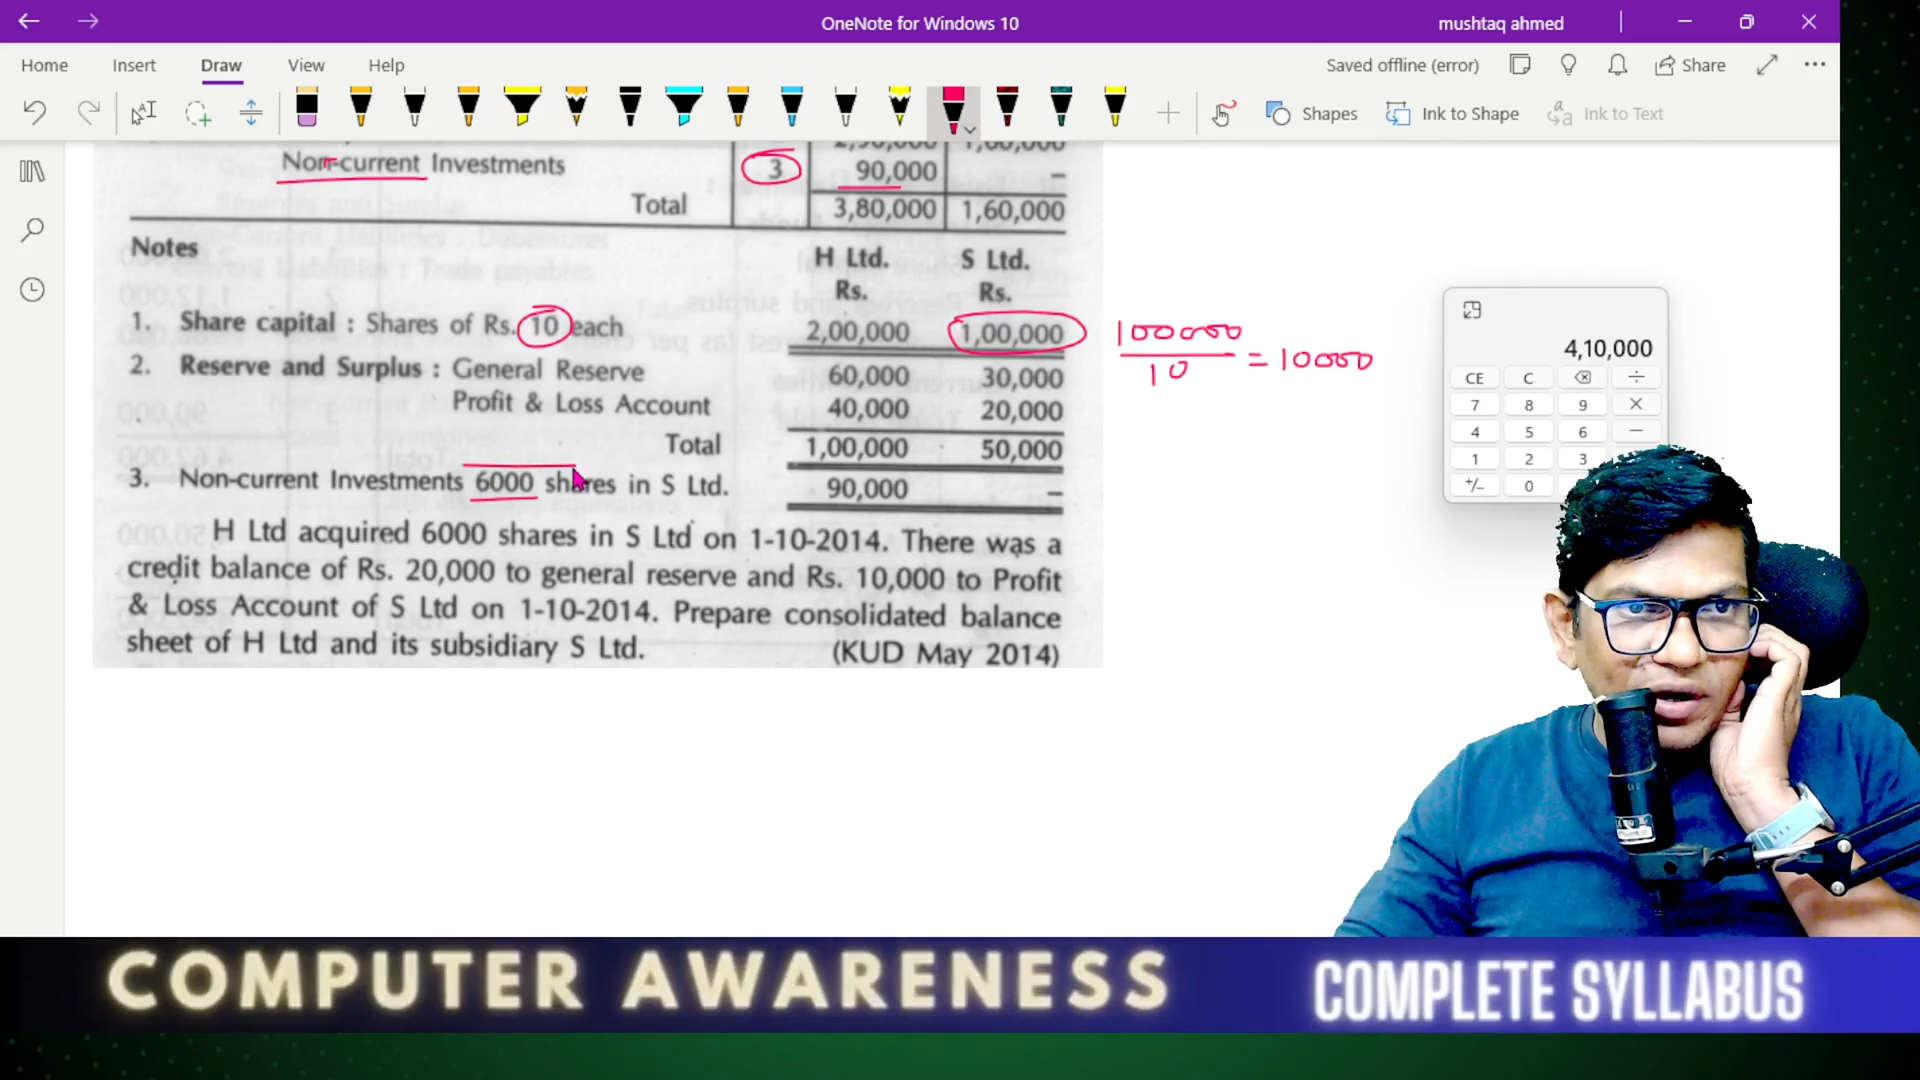 OneNote for Windows 10
mushtaq ahmed
Home Insert Draw View Help
Saved offline (error)
Share
Shapes
Ink to Shape
Ink to Text
Non-current Investments 3 90,000 –
Total 3,80,000 1,60,000
Notes H Ltd. S Ltd.
Rs. Rs.
1. Share capital : Shares of Rs. 10 each 2,00,000 1,00,000
2. Reserve and Surplus : General Reserve 60,000 30,000
Profit & Loss Account 40,000 20,000
Total 1,00,000 50,000
3. Non-current Investments 6000 shares in S Ltd. 90,000 –
H Ltd acquired 6000 shares in S Ltd on 1-10-2014. There was a
credit balance of Rs. 20,000 to general reserve and Rs. 10,000 to Profit
& Loss Account of S Ltd on 1-10-2014. Prepare consolidated balance
sheet of H Ltd and its subsidiary S Ltd. (KUD May 2014)
100000
10
= 10000
4,10,000
CE C ÷
7 8 9 ×
4 5 6 −
1 2 3
+/− 0
COMPUTER AWARENESS
COMPLETE SYLLABUS